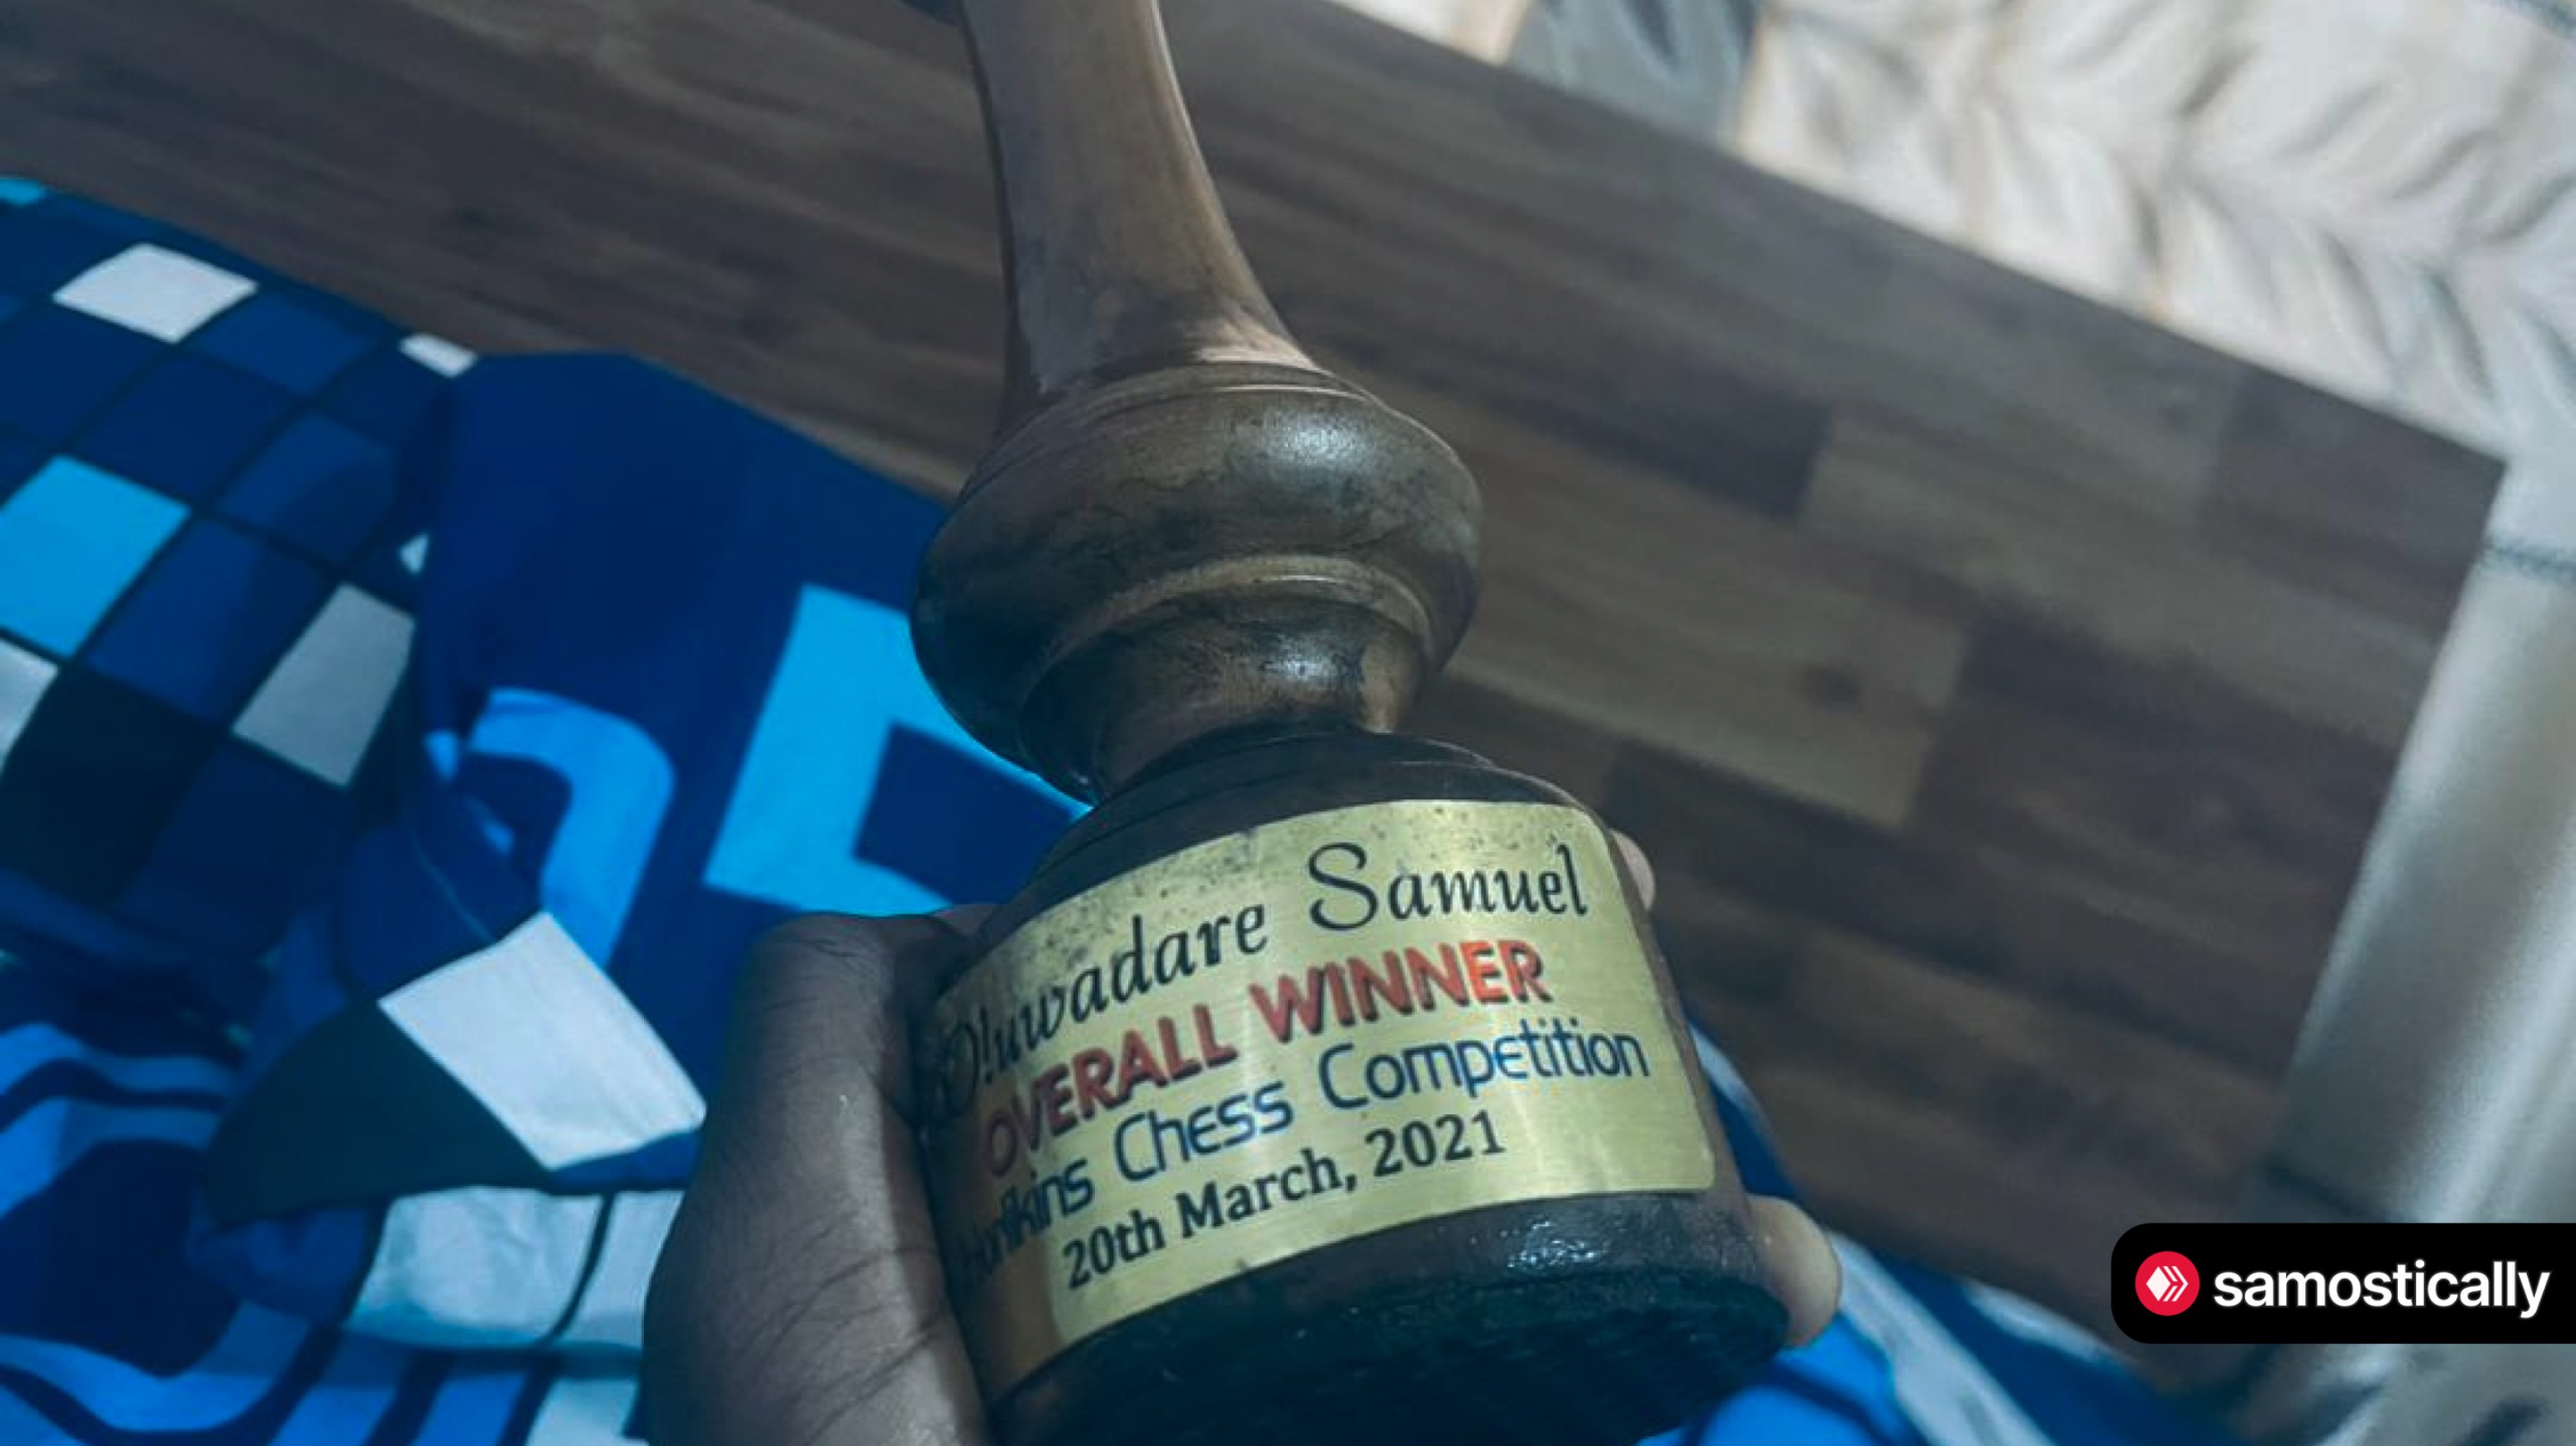 Oluwadare Samuel
OVERALL WINNER
Chess Competition
20th March, 2021
samostically